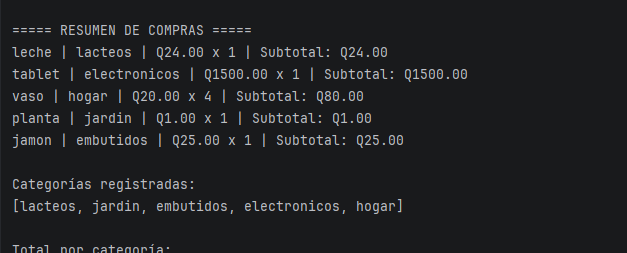 ===== RESUMEN DE COMPRAS =====
leche | lacteos | Q24.00 x 1 | Subtotal: Q24.00
tablet | electronicos | Q1500.00 x 1 | Subtotal: Q1500.00
vaso | hogar | Q20.00 x 4 | Subtotal: Q80.00
planta | jardin | Q1.00 x 1 | Subtotal: Q1.00
jamon | embutidos | Q25.00 x 1 | Subtotal: Q25.00
Categorías registradas:
[lacteos, jardin, embutidos, electronicos, hogar]
Total por categoría: